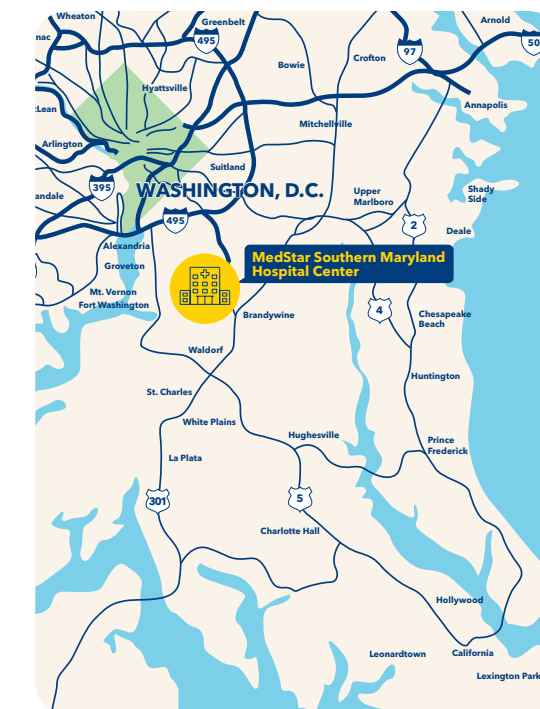 Wheaton
Greenbelt
Arnold
mac
495
97
50
Crofton
Bowie
Hyattsville
Annapolis
cLean
Mitchellville
Arlington
Suitland
395
WASHINGTON, D.C.
andale
Upper
Marlboro
Shady
Side
495
2
Deale
Alexandria
MedStar Southern Maryland
Hospital Center
Groveton
Mt. Vernon
Fort Washington
4
Brandywine
Chesapeake
Beach
Waldorf
Huntington
St. Charles
White Plains
Hughesville
Prince
Frederick
La Plata
301
5
Charlotte Hall
Hollywood
Leonardtown
California
Lexington Park